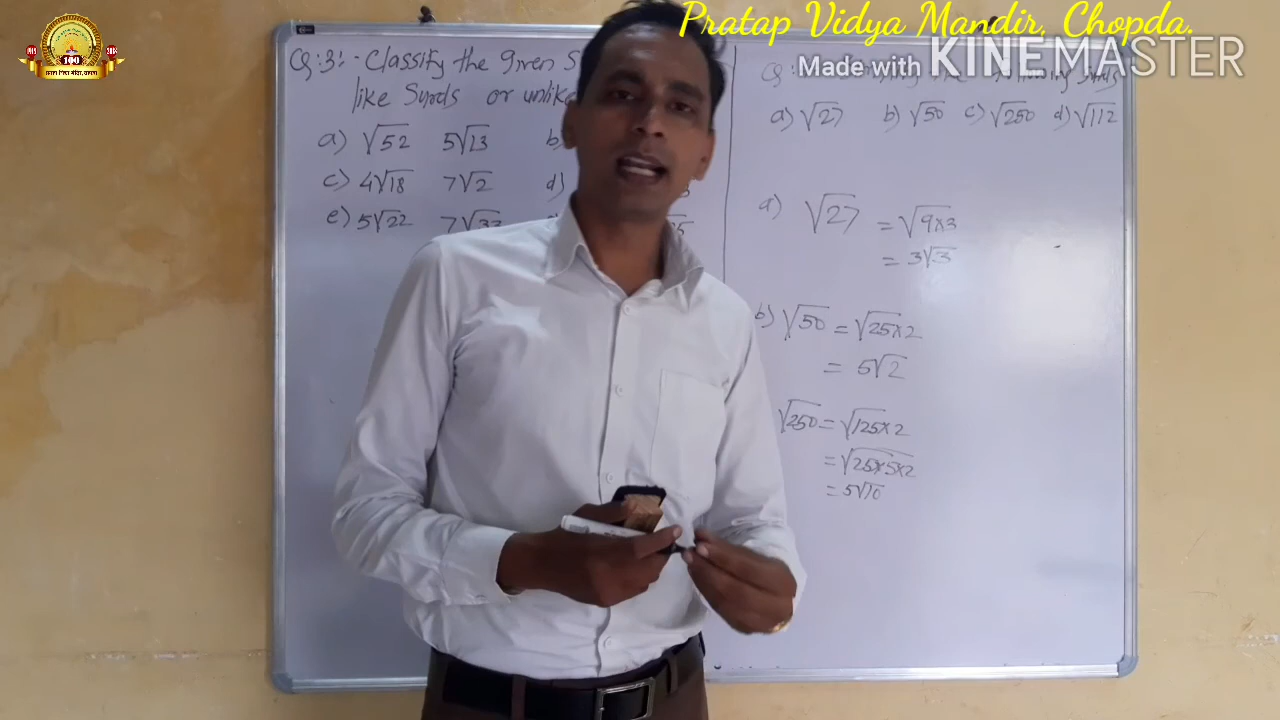 Pratap Vidya Mandir, Chopda.
Made with KINEMASTER
100
Q:3:- Classify the given S
like Surds or unlike
a) √52 5√13 b)
c) 4√18 7√2 d)
e) 5√22 7√33
Q:
a) √27 b) √50 c) √250 d) √112
a) √27 = √9×3
= 3√3
b) √50 = √25×2
= 5√2
√250 = √125×2
= √25×5×2
= 5√10